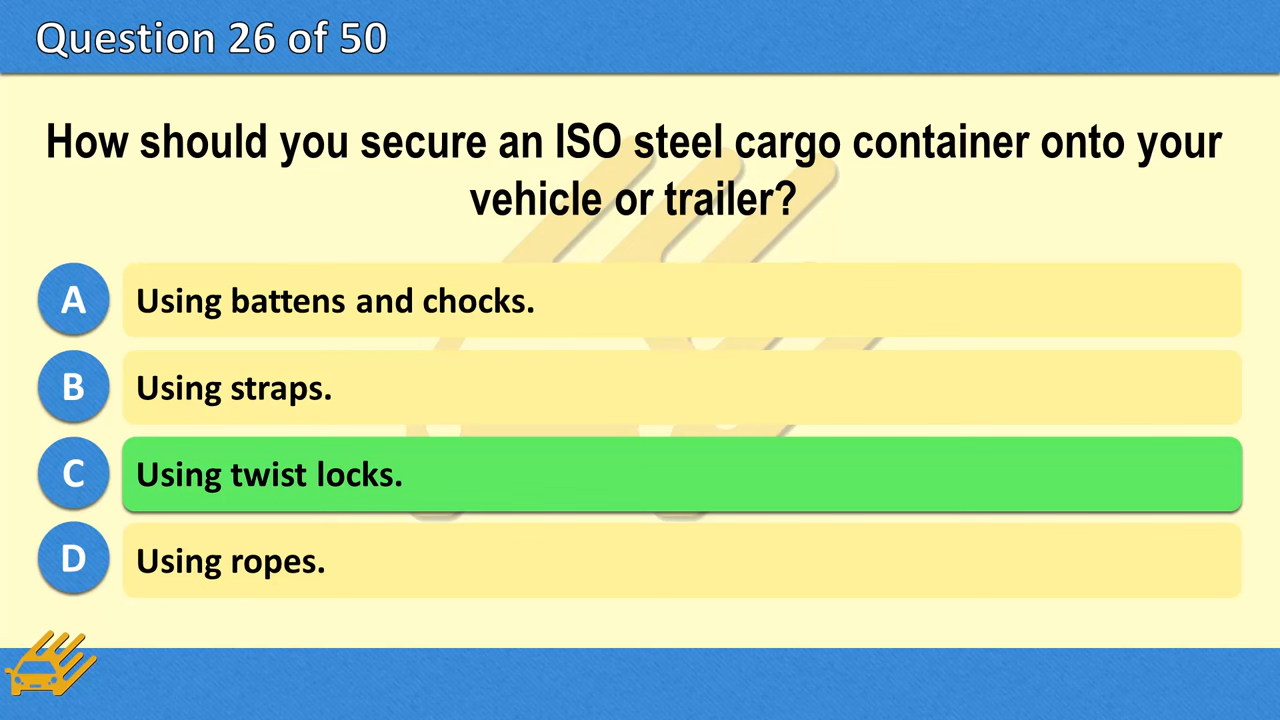 Question 26 of 50
How should you secure an ISO steel cargo container onto your
vehicle or trailer?
A Using battens and chocks.
B Using straps.
C Using twist locks.
D Using ropes.